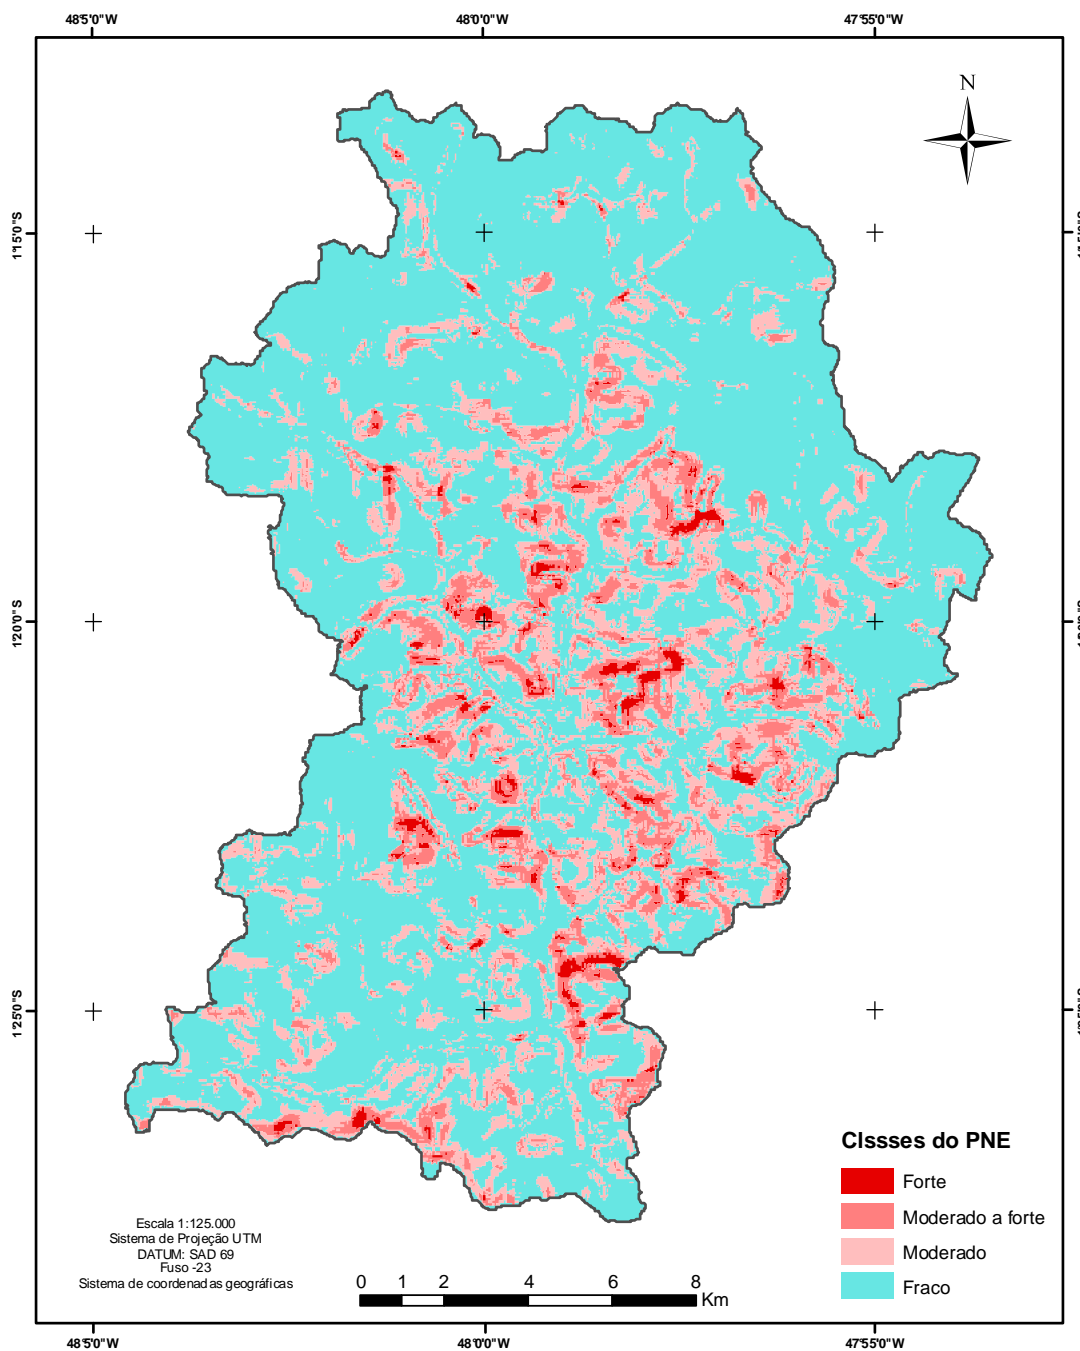 48°5'0"W 48°0'0"W 47°55'0"W
N
1°15'0"S
1°20'0"S
1°25'0"S
Clssses do PNE
Forte
Moderado a forte
Moderado
Fraco
Escala 1:125.000
Sistema de Projeção UTM
DATUM: SAD 69
Fuso -23
Sistema de coordenadas geográficas
0 1 2 4 6 8
Km
48°5'0"W 48°0'0"W 47°55'0"W